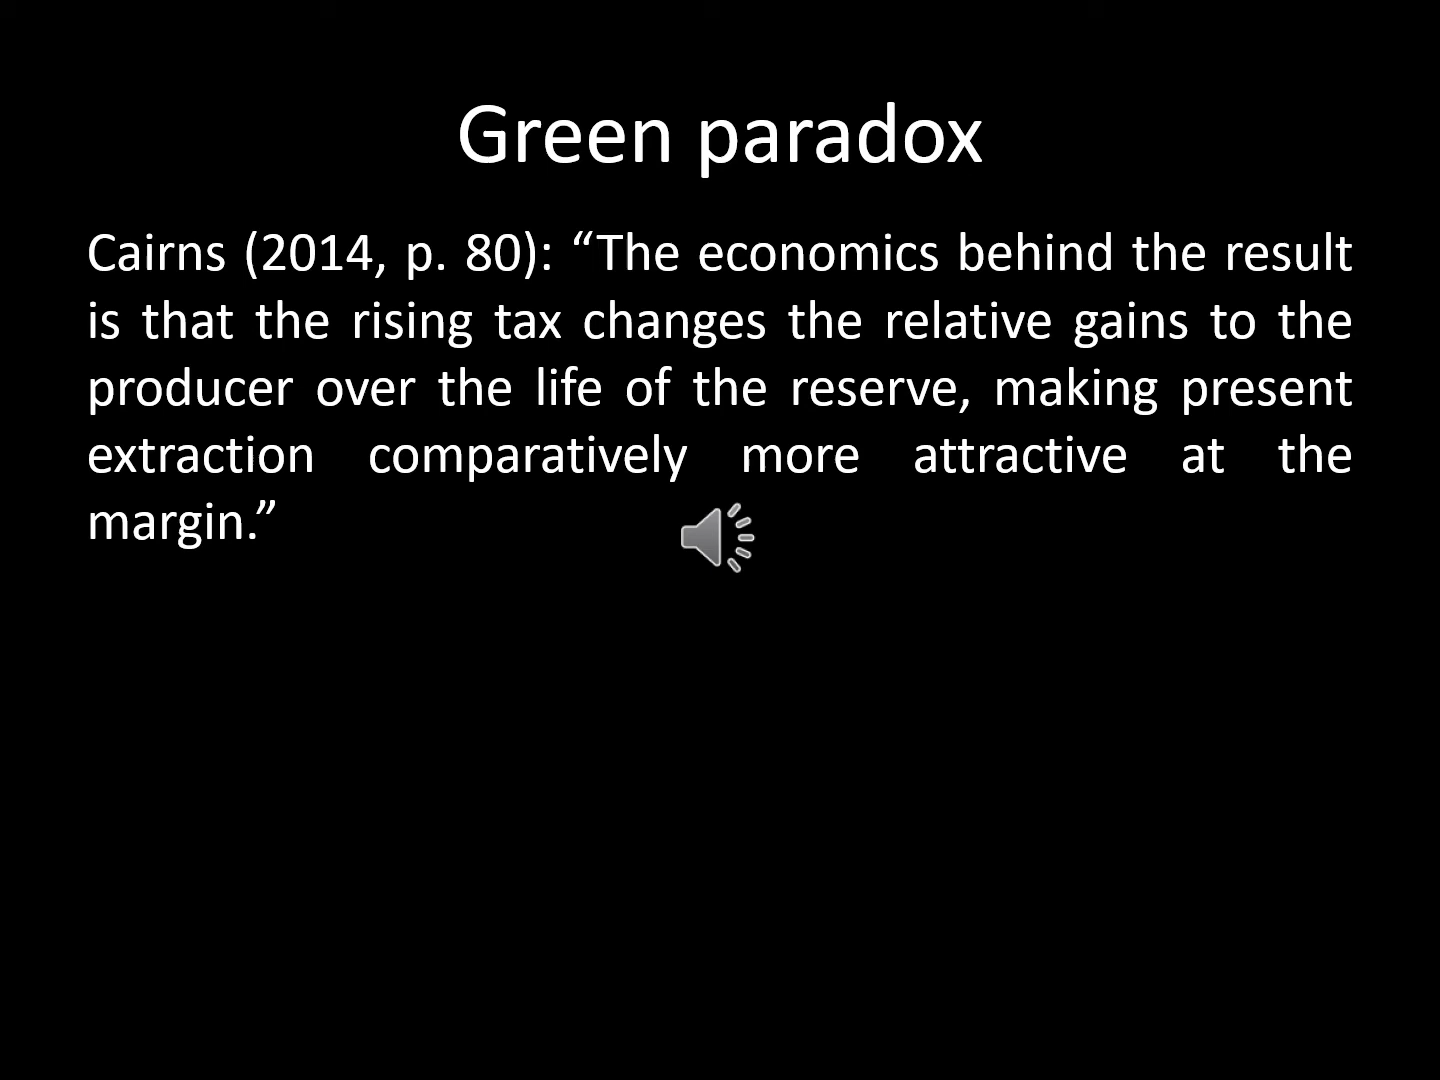 Green paradox
Cairns (2014, p. 80): “The economics behind the result
is that the rising tax changes the relative gains to the
producer over the life of the reserve, making present
extraction comparatively more attractive at the
margin.”